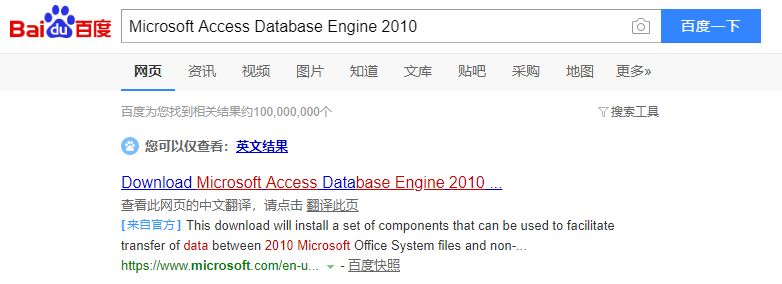 Bai du 百度 Microsoft Access Database Engine 2010 百度一下
网页 资讯 视频 图片 知道 文库 贴吧 采购 地图 更多»
百度为您找到相关结果约100,000,000个 搜索工具
您可以仅查看：英文结果
Download Microsoft Access Database Engine 2010 ...
查看此网页的中文翻译，请点击 翻译此页
[来自官方] This download will install a set of components that can be used to facilitate
transfer of data between 2010 Microsoft Office System files and non-...
https://www.microsoft.com/en-u... - 百度快照